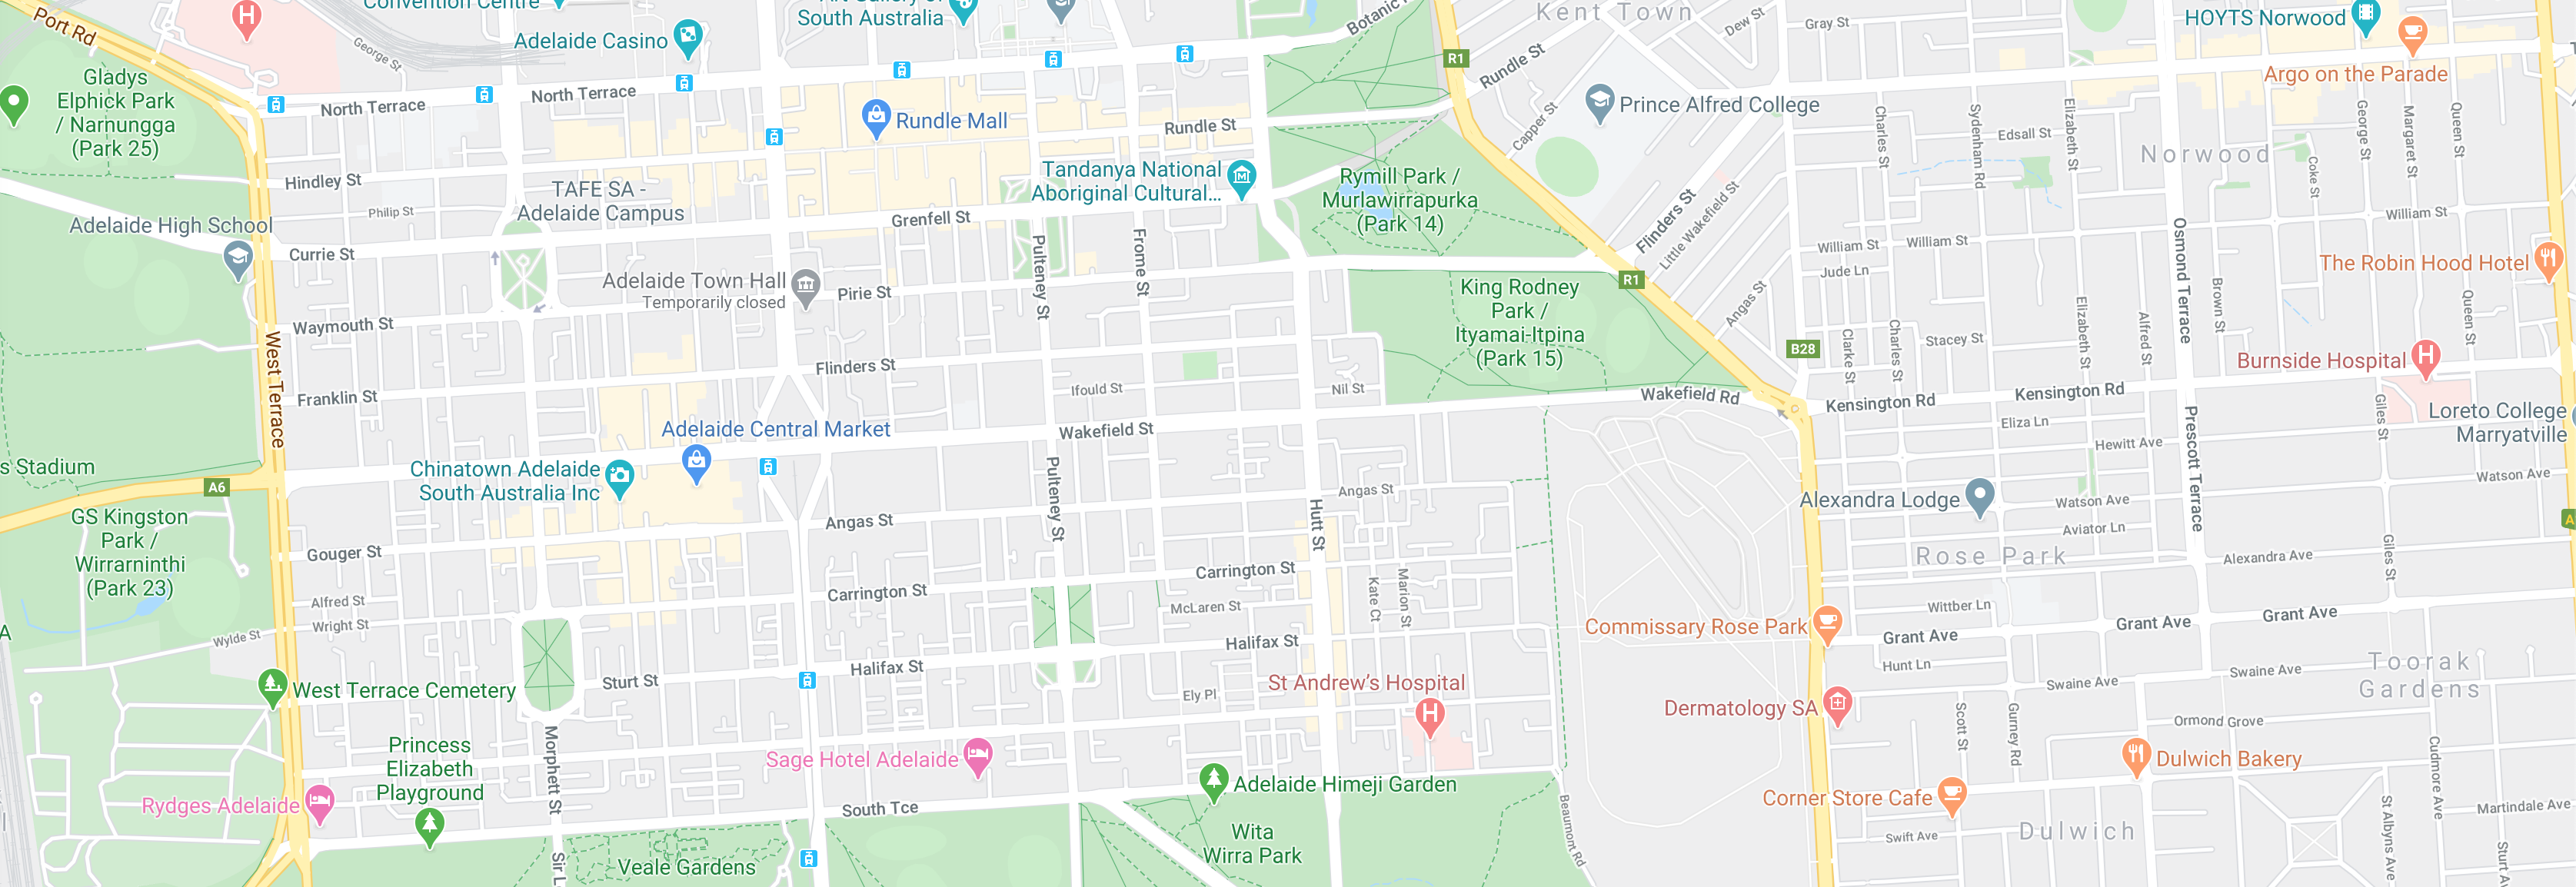 Convention Centre
Art Gallery of
South Australia
Botanic
Kent Town
Dew St
Gray St
HOYTS Norwood
Port Rd
H
George St
Adelaide Casino
R1
Rundle St
Argo on the Parade
Gladys
Elphick Park
/ Narnungga
(Park 25)
North Terrace
North Terrace
Rundle Mall
Rundle St
Capper St
Prince Alfred College
Charles St
Sydenham Rd
Edsall St
Elizabeth St
Norwood
George St
Margaret St
Queen St
Coke St
Hindley St
TAFE SA -
Adelaide Campus
Tandanya National
Aboriginal Cultural...
Rymill Park /
Murlawirrapurka
(Park 14)
Flinders St
Little Wakefield St
Philip St
Adelaide High School
Grenfell St
William St
Currie St
Pulteney St
Frome St
William St
William St
Osmond Terrace
Jude Ln
The Robin Hood Hotel
Adelaide Town Hall
Temporarily closed
Pirie St
R1
King Rodney
Park /
Ityamai-Itpina
(Park 15)
Angas St
Brown St
Queen St
Waymouth St
West Terrace
Clarke St
Charles St
Stacey St
Elizabeth St
Alfred St
B28
Burnside Hospital
H
Flinders St
Franklin St
Ifould St
Nil St
Wakefield Rd
Kensington Rd
Kensington Rd
Giles St
Loreto College
Marryatville
Adelaide Central Market
Wakefield St
Prescott Terrace
Eliza Ln
Hewitt Ave
s Stadium
Chinatown Adelaide
South Australia Inc
A6
Pulteney St
Angas St
Watson Ave
Alexandra Lodge
Watson Ave
GS Kingston
Park /
Wirrarninthi
(Park 23)
Angas St
Hutt St
Aviator Ln
A
Gouger St
Rose Park
Alexandra Ave
Giles St
Carrington St
Carrington St
Kate Ct
Marion St
Alfred St
McLaren St
Wittber Ln
Grant Ave
Wright St
Wylde St
A
Commissary Rose Park
Grant Ave
Grant Ave
Halifax St
Halifax St
Hunt Ln
Toorak
Gardens
Swaine Ave
Swaine Ave
Sturt St
West Terrace Cemetery
Ely Pl
St Andrew's Hospital
H
Dermatology SA
Scott St
Gurney Rd
Ormond Grove
Princess
Elizabeth
Playground
Morphett St
Sage Hotel Adelaide
Dulwich Bakery
Cudmore Ave
Adelaide Himeji Garden
Rydges Adelaide
South Tce
Corner Store Cafe
Beaumont Rd
St Albyns Ave
Martindale Ave
Wita
Wirra Park
Swift Ave
Dulwich
Veale Gardens
Sir L
Sturt A